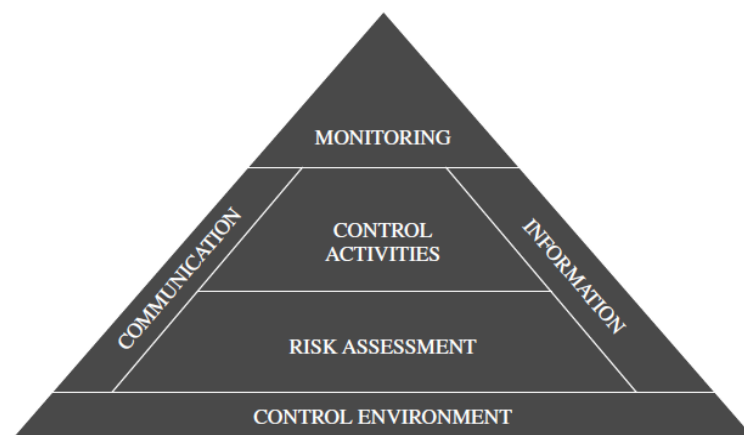 MONITORING
COMMUNICATION
CONTROL
ACTIVITIES
INFORMATION
RISK ASSESSMENT
CONTROL ENVIRONMENT